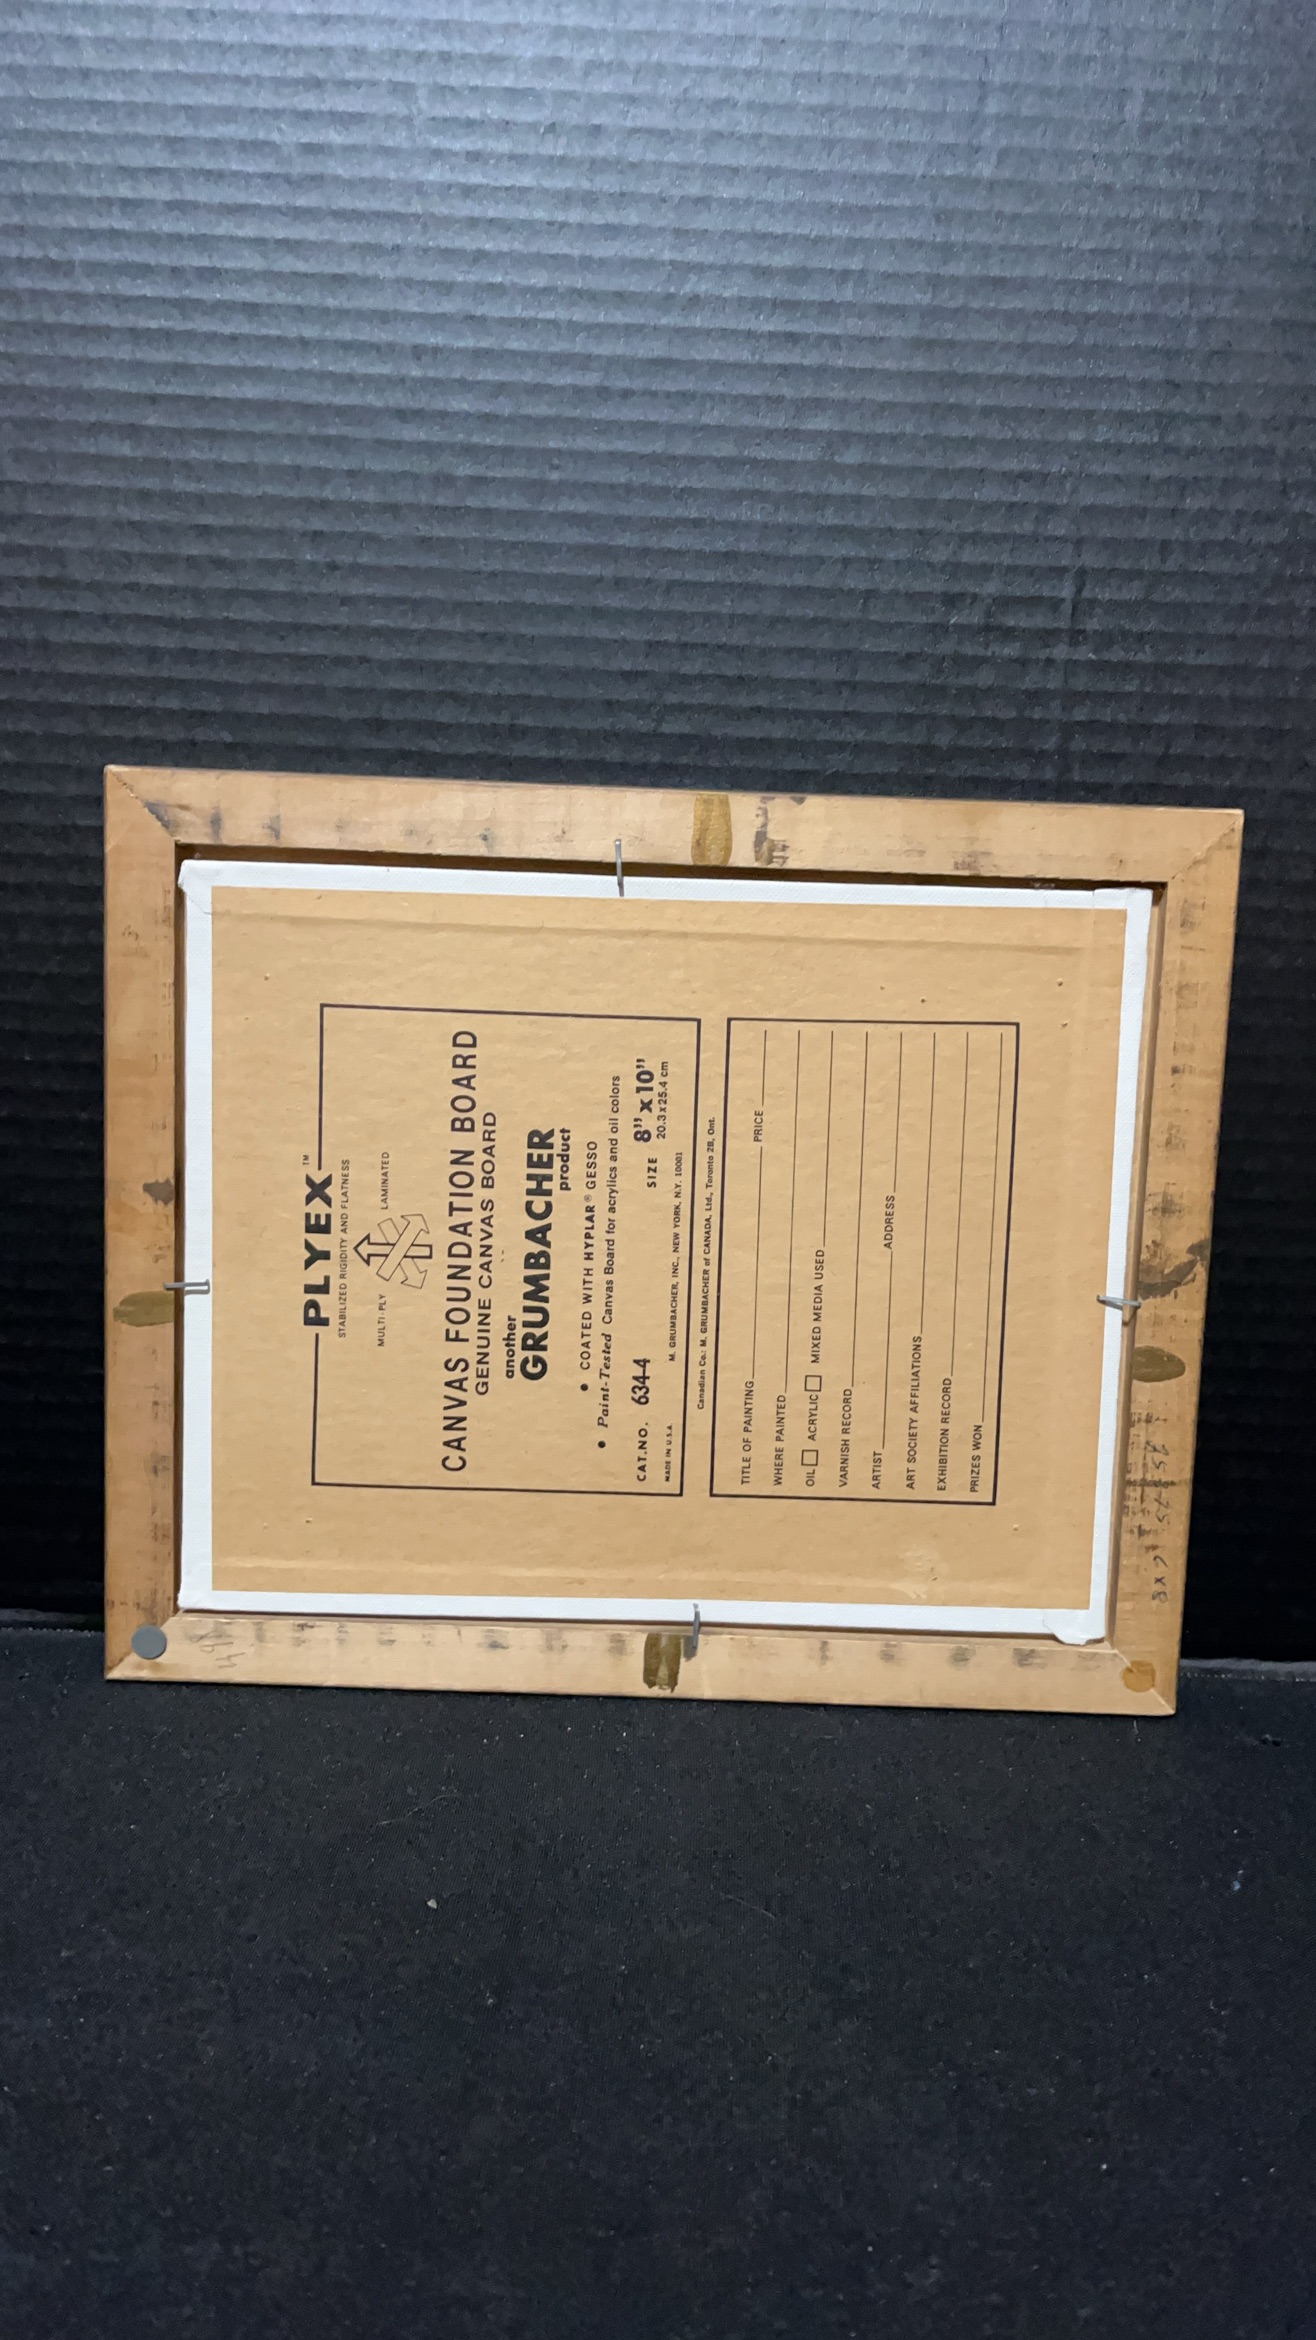 PLYEX™
STABILIZED RIGIDITY AND FLATNESS
MULTI-PLY LAMINATED
CANVAS FOUNDATION BOARD
GENUINE CANVAS BOARD
another
GRUMBACHER
product
• COATED WITH HYPLAR® GESSO
• Paint-Tested Canvas Board for acrylics and oil colors
CAT.NO. 634-4 SIZE 8" x 10"
20.3x25.4 cm
MADE IN U.S.A. M. GRUMBACHER, INC., NEW YORK, N.Y. 10001
Canadian Co.: M. GRUMBACHER of CANADA, Ltd., Toronto 2B, Ont.
TITLE OF PAINTING PRICE
WHERE PAINTED
OIL ACRYLIC MIXED MEDIA USED
VARNISH RECORD
ARTIST ADDRESS
ART SOCIETY AFFILIATIONS
EXHIBITION RECORD
PRIZES WON